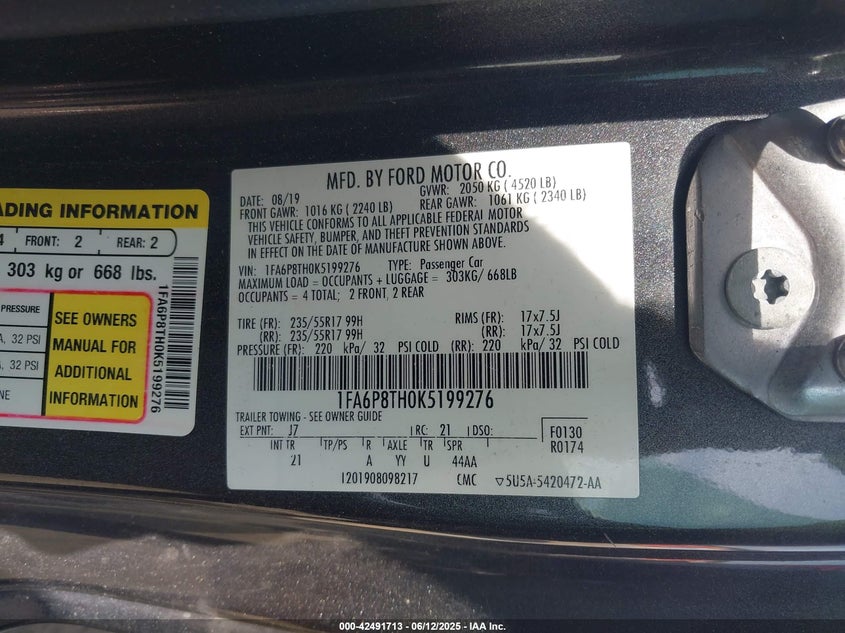 ADING INFORMATION
4 FRONT: 2 REAR: 2
303 kg or 668 lbs.
PRESSURE
A, 32 PSI
A, 32 PSI
NE
SEE OWNERS
MANUAL FOR
ADDITIONAL
INFORMATION
1FA6P8TH0K5199276
MFD. BY FORD MOTOR CO.
DATE: 08/19 GVWR: 2050 KG ( 4520 LB)
FRONT GAWR: 1016 KG ( 2240 LB) REAR GAWR: 1061 KG ( 2340 LB)
THIS VEHICLE CONFORMS TO ALL APPLICABLE FEDERAL MOTOR
VEHICLE SAFETY, BUMPER, AND THEFT PREVENTION STANDARDS
IN EFFECT ON THE DATE OF MANUFACTURE SHOWN ABOVE.
VIN: 1FA6P8TH0K5199276 TYPE: Passenger Car
MAXIMUM LOAD = OCCUPANTS + LUGGAGE = 303KG/ 668LB
OCCUPANTS = 4 TOTAL; 2 FRONT, 2 REAR
TIRE (FR): 235/55R17 99H RIMS (FR): 17x7.5J
(RR): 235/55R17 99H (RR): 17x7.5J
PRESSURE (FR): 220 kPa/ 32 PSI COLD (RR): 220 kPa/ 32 PSI COLD
1FA6P8TH0K5199276
TRAILER TOWING - SEE OWNER GUIDE
EXT PNT: J7 RC: 21 DSO: F0130
INT TR TP/PS R AXLE TR SPR R0174
21 A YY U 44AA
I201908098217 CMC 5U5A-5420472-AA
000-42491713 - 06/12/2025 - IAA Inc.